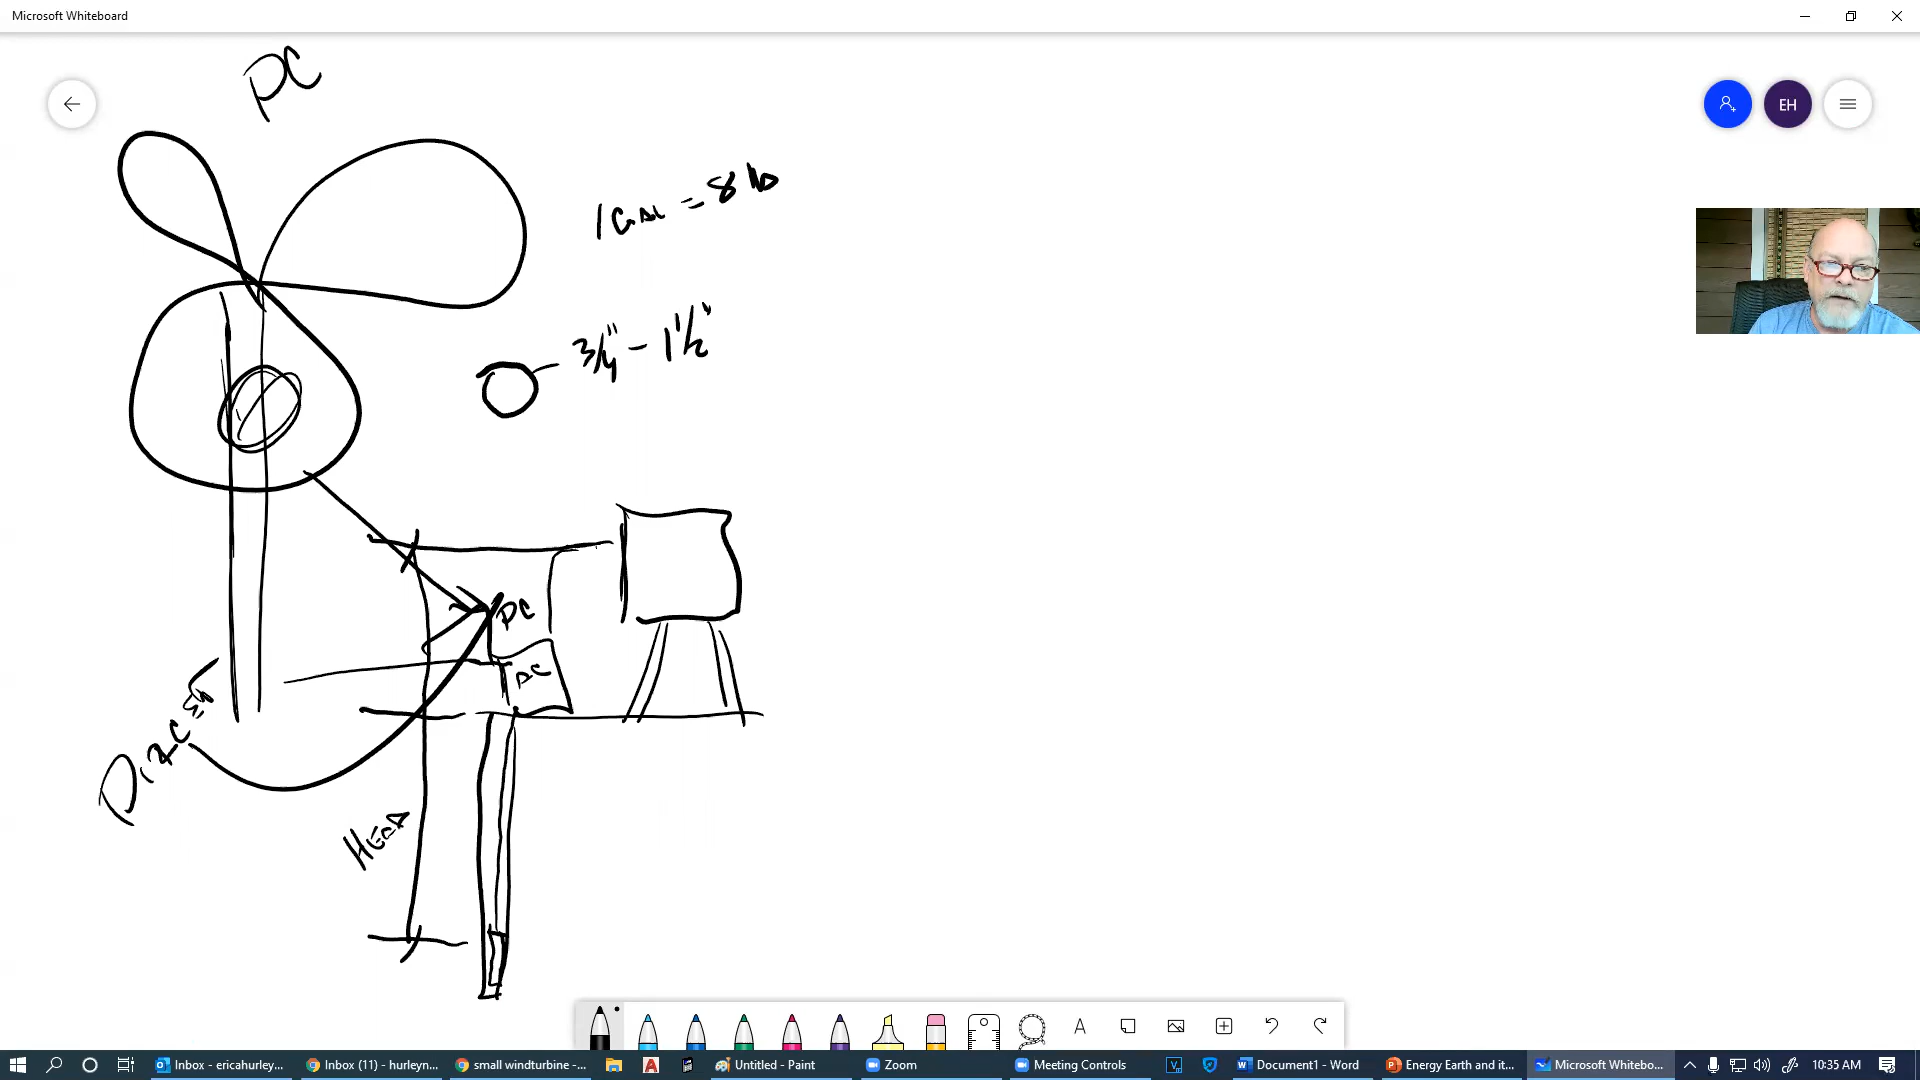 Microsoft Whiteboard
DC
EH
1 GAL = 8 lb
3/4" - 1 1/2"
DC
DC
DIRECT
HEAD
Inbox - ericahurley...
Inbox (11) - hurleyn...
small windturbine -...
Untitled - Paint
Zoom
Meeting Controls
Document1 - Word
Energy Earth and it...
Microsoft Whitebo...
10:35 AM